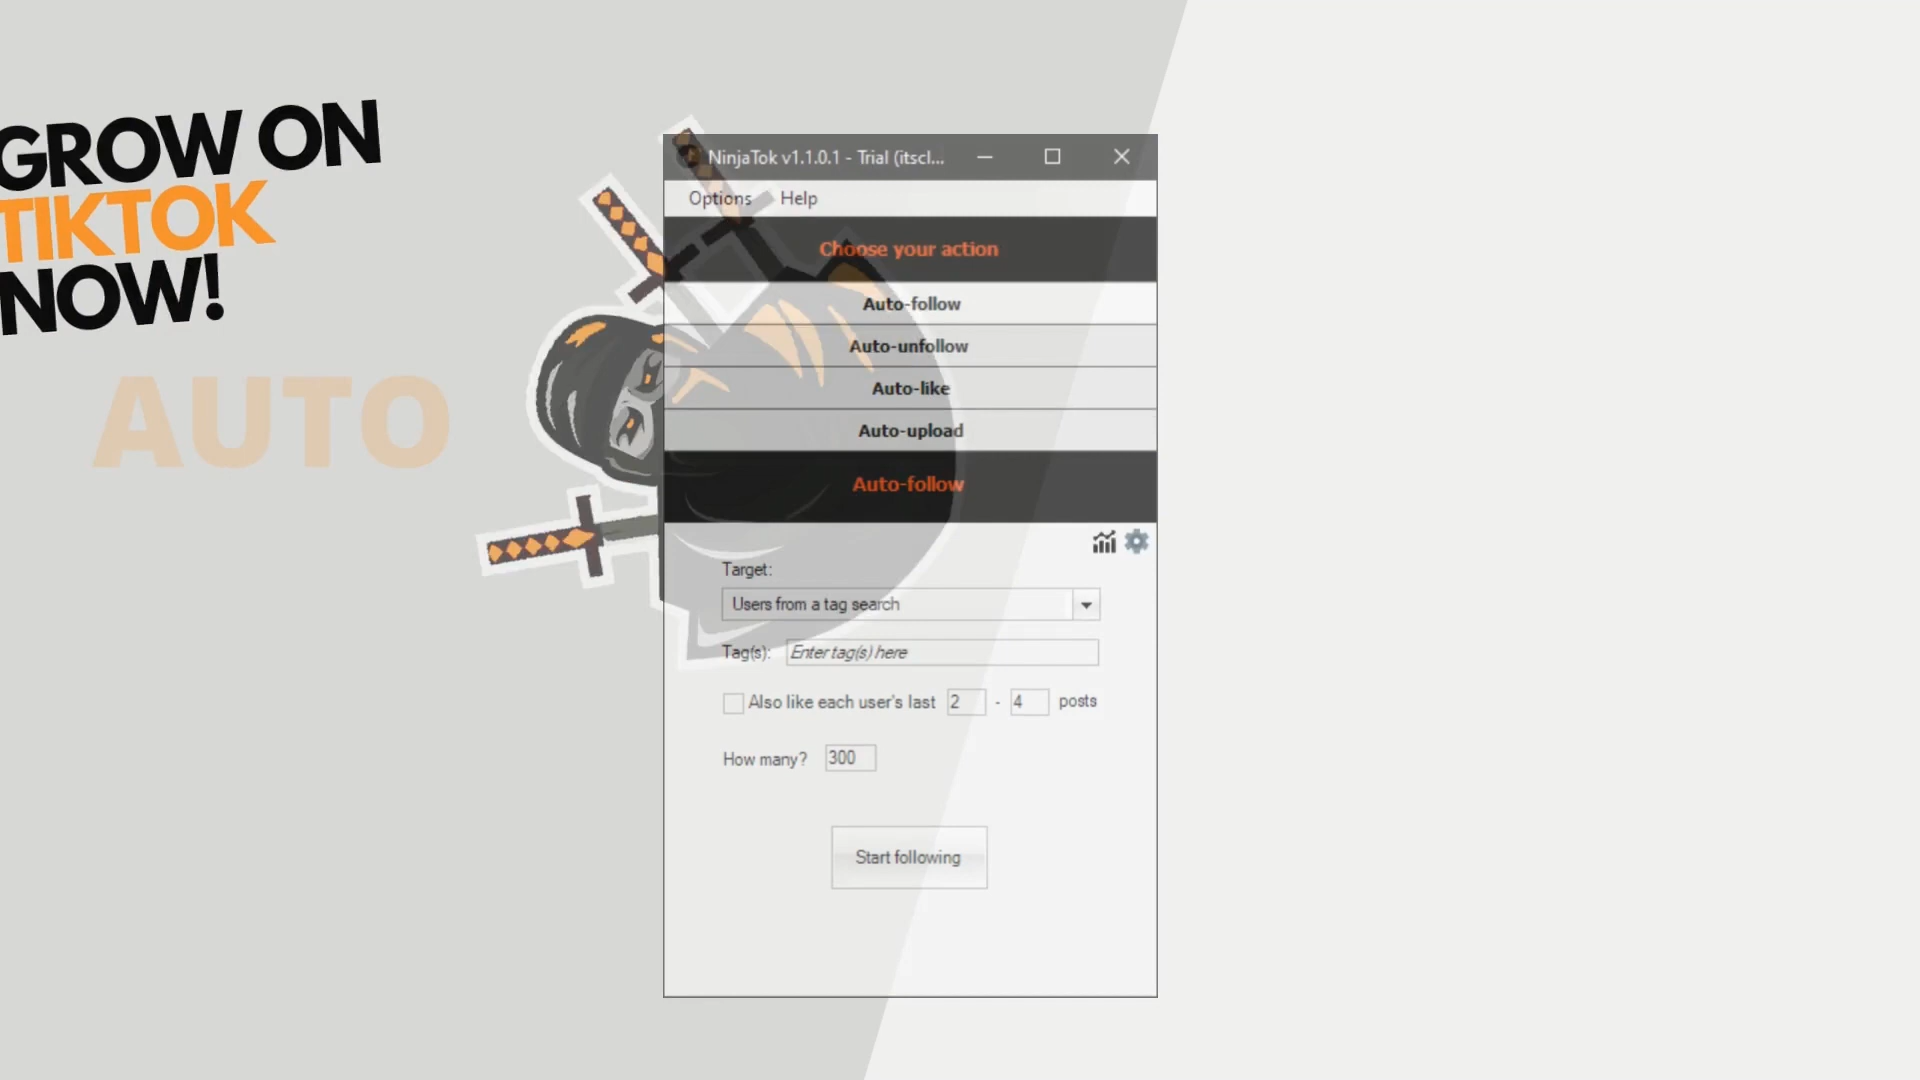 GROW ON
TIKTOK
NOW!
AUTO
NinjaTok v1.1.0.1 - Trial (itscl...
Options Help
Choose your action
Auto-follow
Auto-unfollow
Auto-like
Auto-upload
Auto-follow
Target:
Users from a tag search
Tag(s): Enter tag(s) here
Also like each user's last 2 - 4 posts
How many? 300
Start following